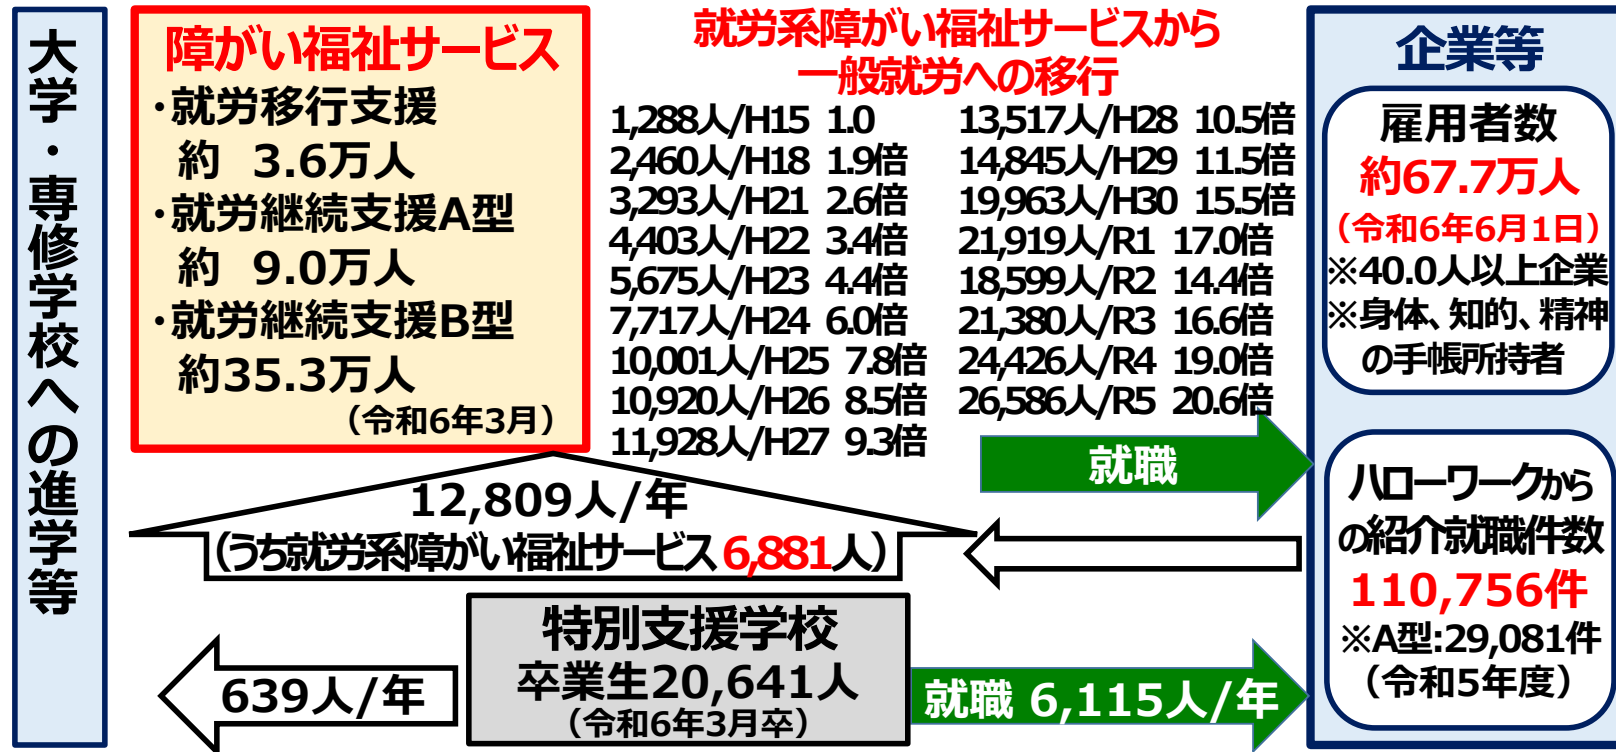 大学・専修学校への進学等
障がい福祉サービス
・就労移行支援
約 3.6万人
・就労継続支援A型
約 9.0万人
・就労継続支援B型
約35.3万人
（令和6年3月）
就労系障がい福祉サービスから
一般就労への移行
1,288人/H15 1.0
2,460人/H18 1.9倍
3,293人/H21 2.6倍
4,403人/H22 3.4倍
5,675人/H23 4.4倍
7,717人/H24 6.0倍
10,001人/H25 7.8倍
10,920人/H26 8.5倍
11,928人/H27 9.3倍
13,517人/H28 10.5倍
14,845人/H29 11.5倍
19,963人/H30 15.5倍
21,919人/R1 17.0倍
18,599人/R2 14.4倍
21,380人/R3 16.6倍
24,426人/R4 19.0倍
26,586人/R5 20.6倍
就職
12,809人/年
（うち就労系障がい福祉サービス 6,881人）
特別支援学校
卒業生20,641人
（令和6年3月卒）
639人/年
就職 6,115人/年
企業等
雇用者数
約67.7万人
（令和6年6月1日）
※40.0人以上企業
※身体、知的、精神
の手帳所持者
ハローワークから
の紹介就職件数
110,756件
※A型:29,081件
（令和5年度）